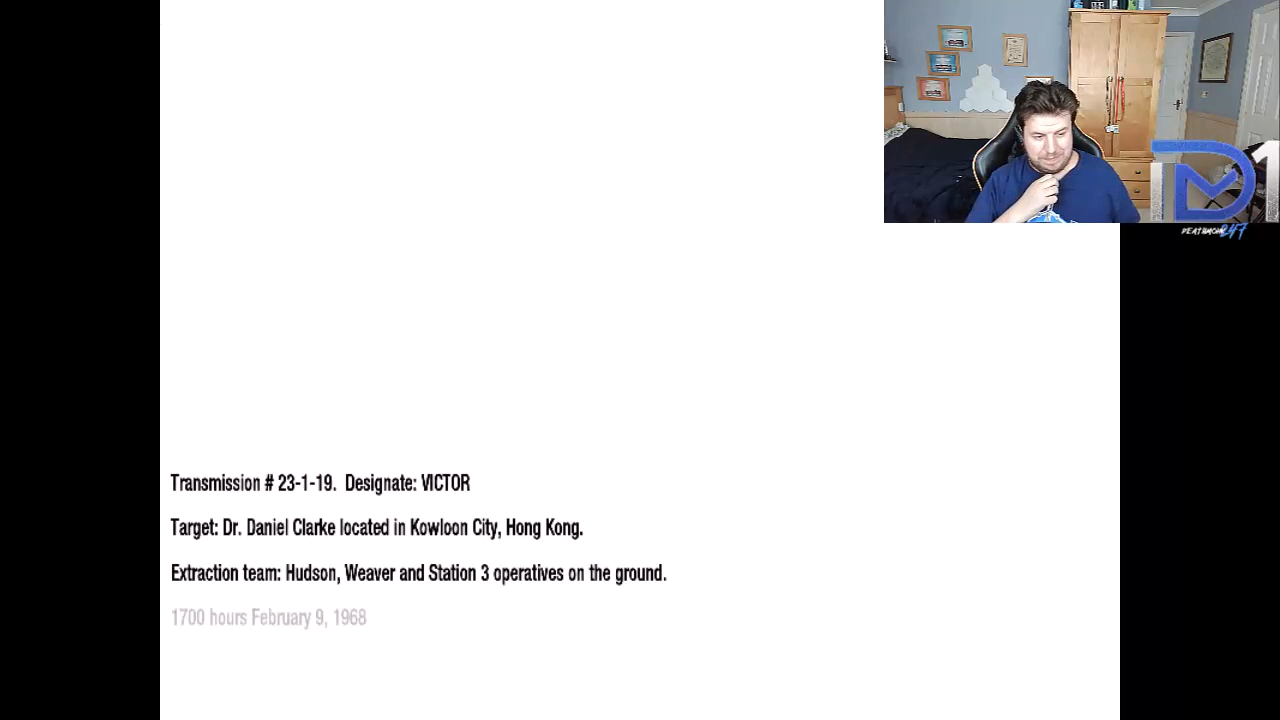 Transmission # 23-1-19.  Designate: VICTOR
Target: Dr. Daniel Clarke located in Kowloon City, Hong Kong.
Extraction team: Hudson, Weaver and Station 3 operatives on the ground.
1700 hours February 9, 1968